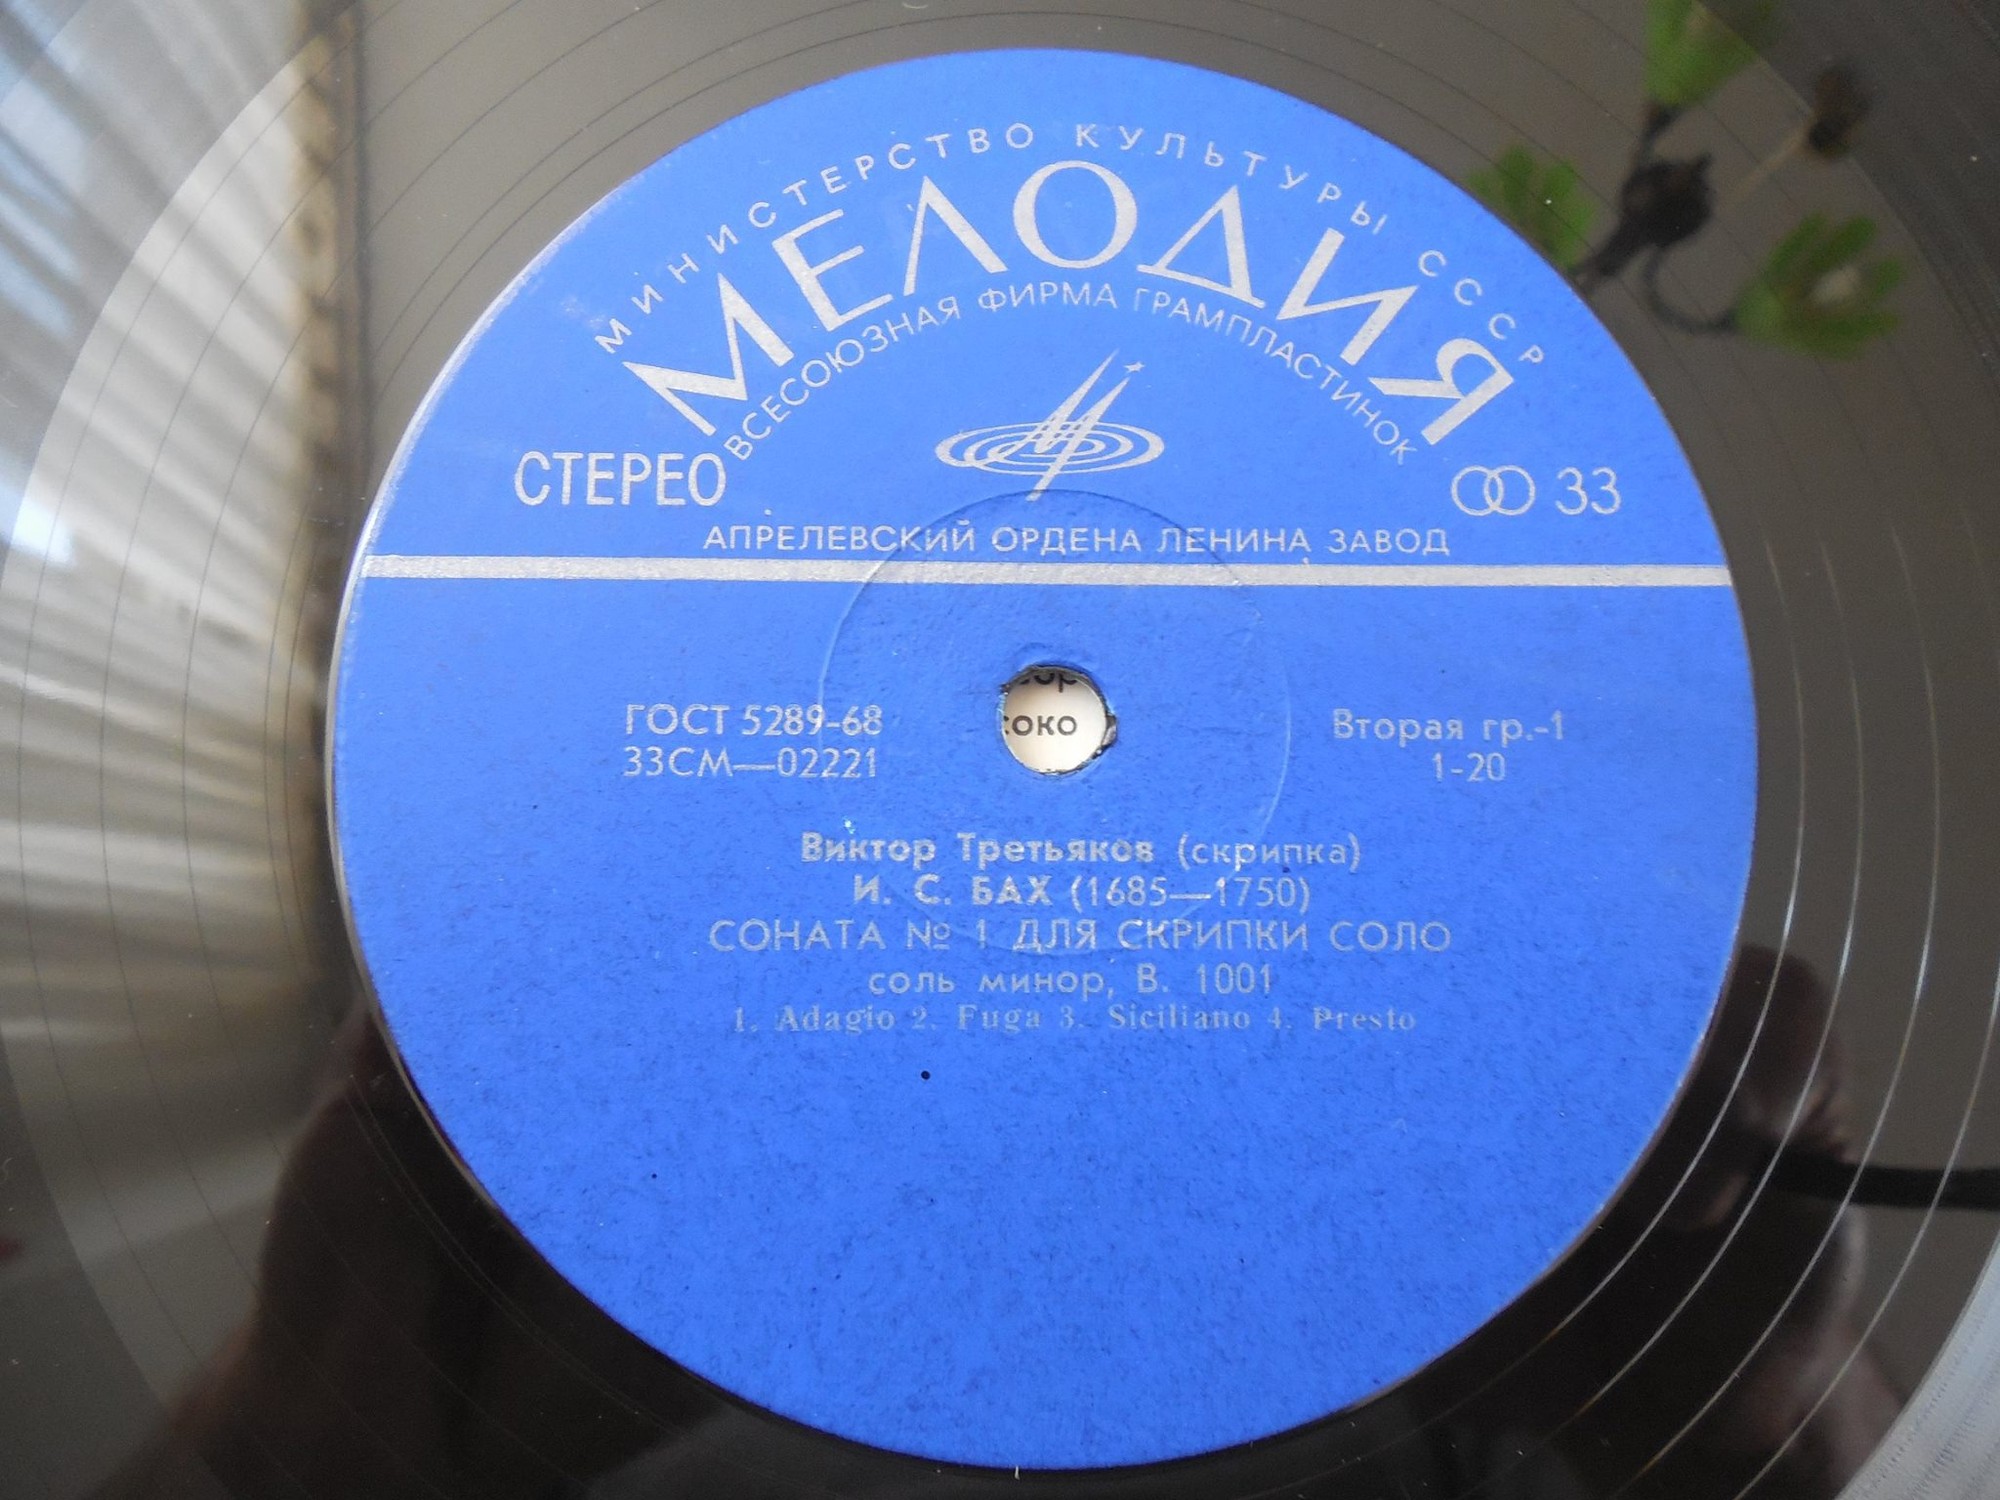 МИНИСТЕРСТВО КУЛЬТУРЫ СССР
МЕЛОДИЯ
ВСЕСОЮЗНАЯ ФИРМА ГРАМПЛАСТИНОК
СТЕРЕО
33
АПРЕЛЕВСКИЙ ОРДЕНА ЛЕНИНА ЗАВОД
ГОСТ 5289-68
33СМ—02221
Вторая гр.-1
1-20
Виктор Третьяков (скрипка)
И. С. БАХ (1685—1750)
СОНАТА № 1 ДЛЯ СКРИПКИ СОЛО
соль минор, В. 1001
1. Adagio 2. Fuga 3. Siciliano 4. Presto